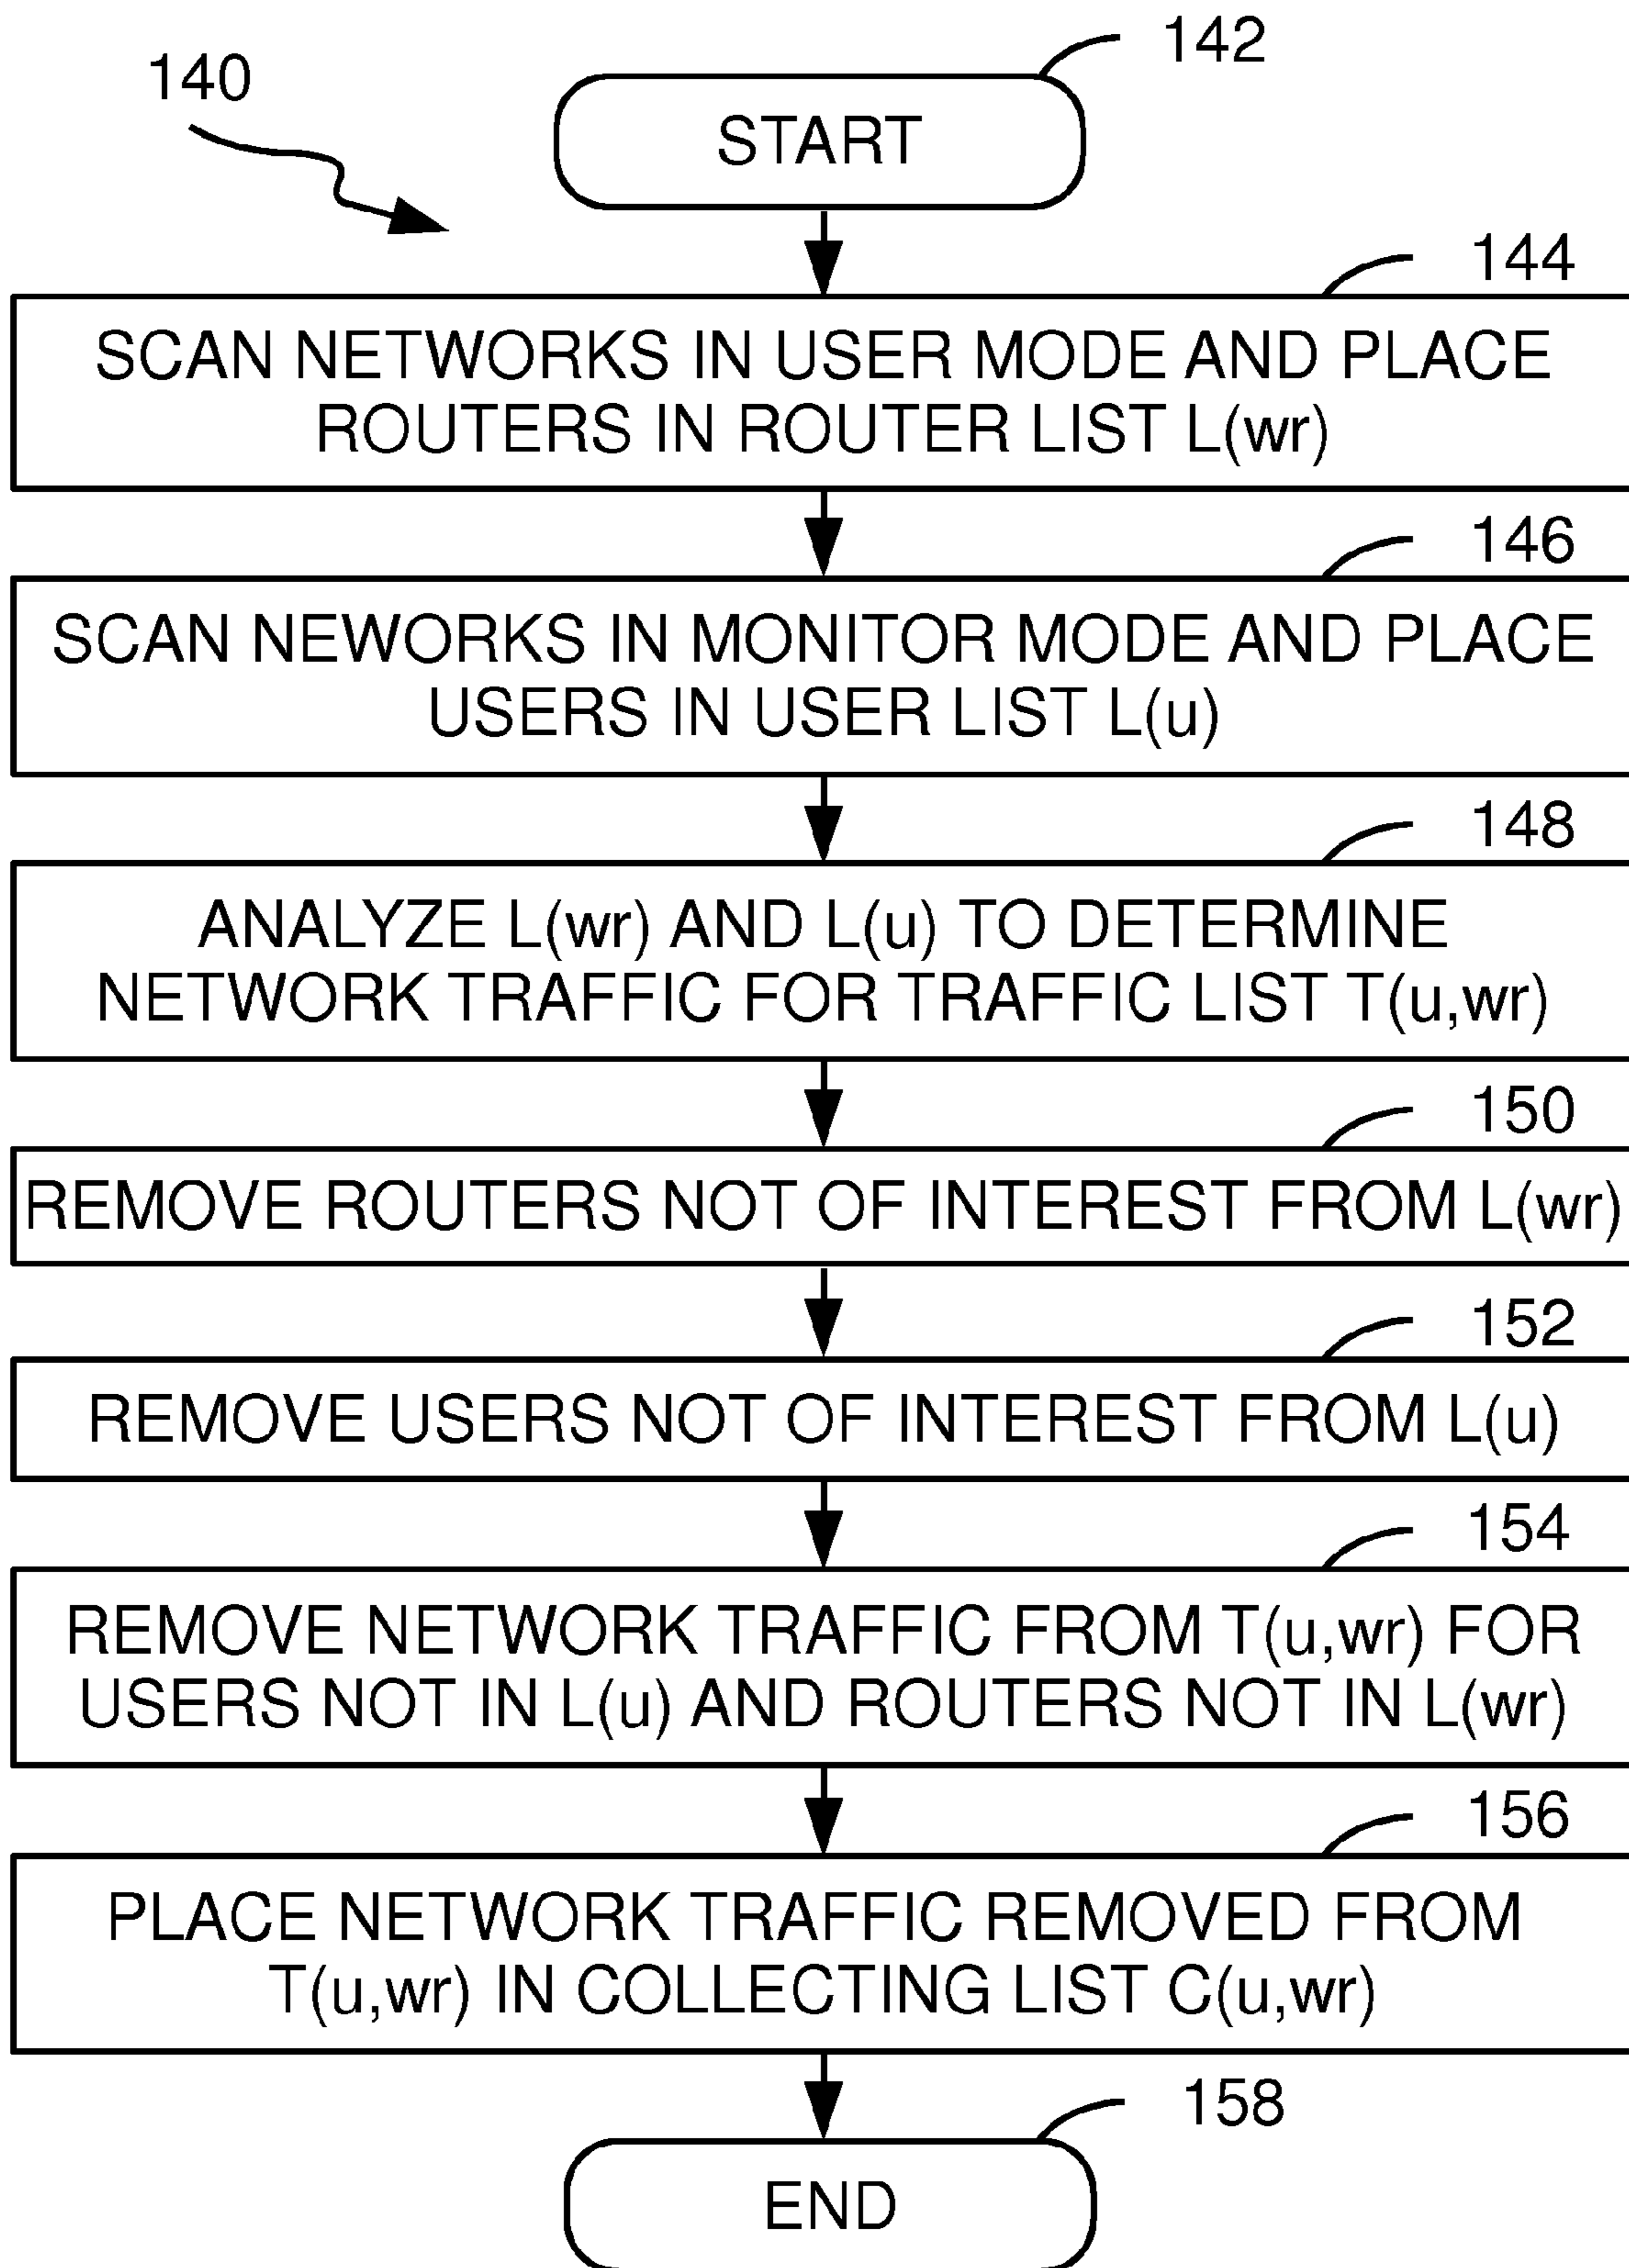 142
140
START
144
SCAN NETWORKS IN USER MODE AND PLACE
ROUTERS IN ROUTER LIST L(wr)
146
SCAN NEWORKS IN MONITOR MODE AND PLACE
USERS IN USER LIST L(u)
148
ANALYZE L(wr) AND L(u) TO DETERMINE
NETWORK TRAFFIC FOR TRAFFIC LIST T(u,wr)
150
REMOVE ROUTERS NOT OF INTEREST FROM L(wr)
152
REMOVE USERS NOT OF INTEREST FROM L(u)
154
REMOVE NETWORK TRAFFIC FROM T(u,wr) FOR
USERS NOT IN L(u) AND ROUTERS NOT IN L(wr)
156
PLACE NETWORK TRAFFIC REMOVED FROM
T(u,wr) IN COLLECTING LIST C(u,wr)
158
END